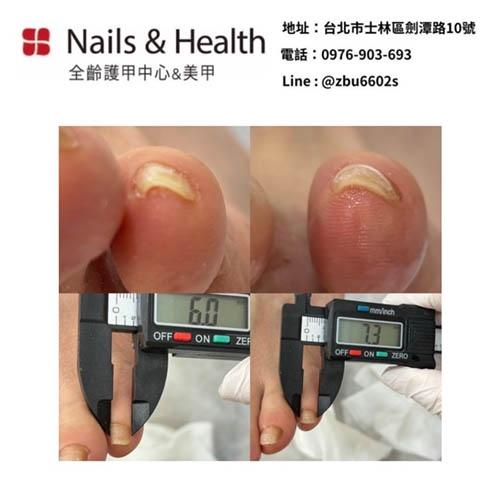 Nails & Health
全齡護甲中心&美甲
地址：台北市士林區劍潭路10號
電話：0976-903-693
Line : @zbu6602s
6.0
OFF ON ZER
mm/inch
7.3
OFF ON ZERO